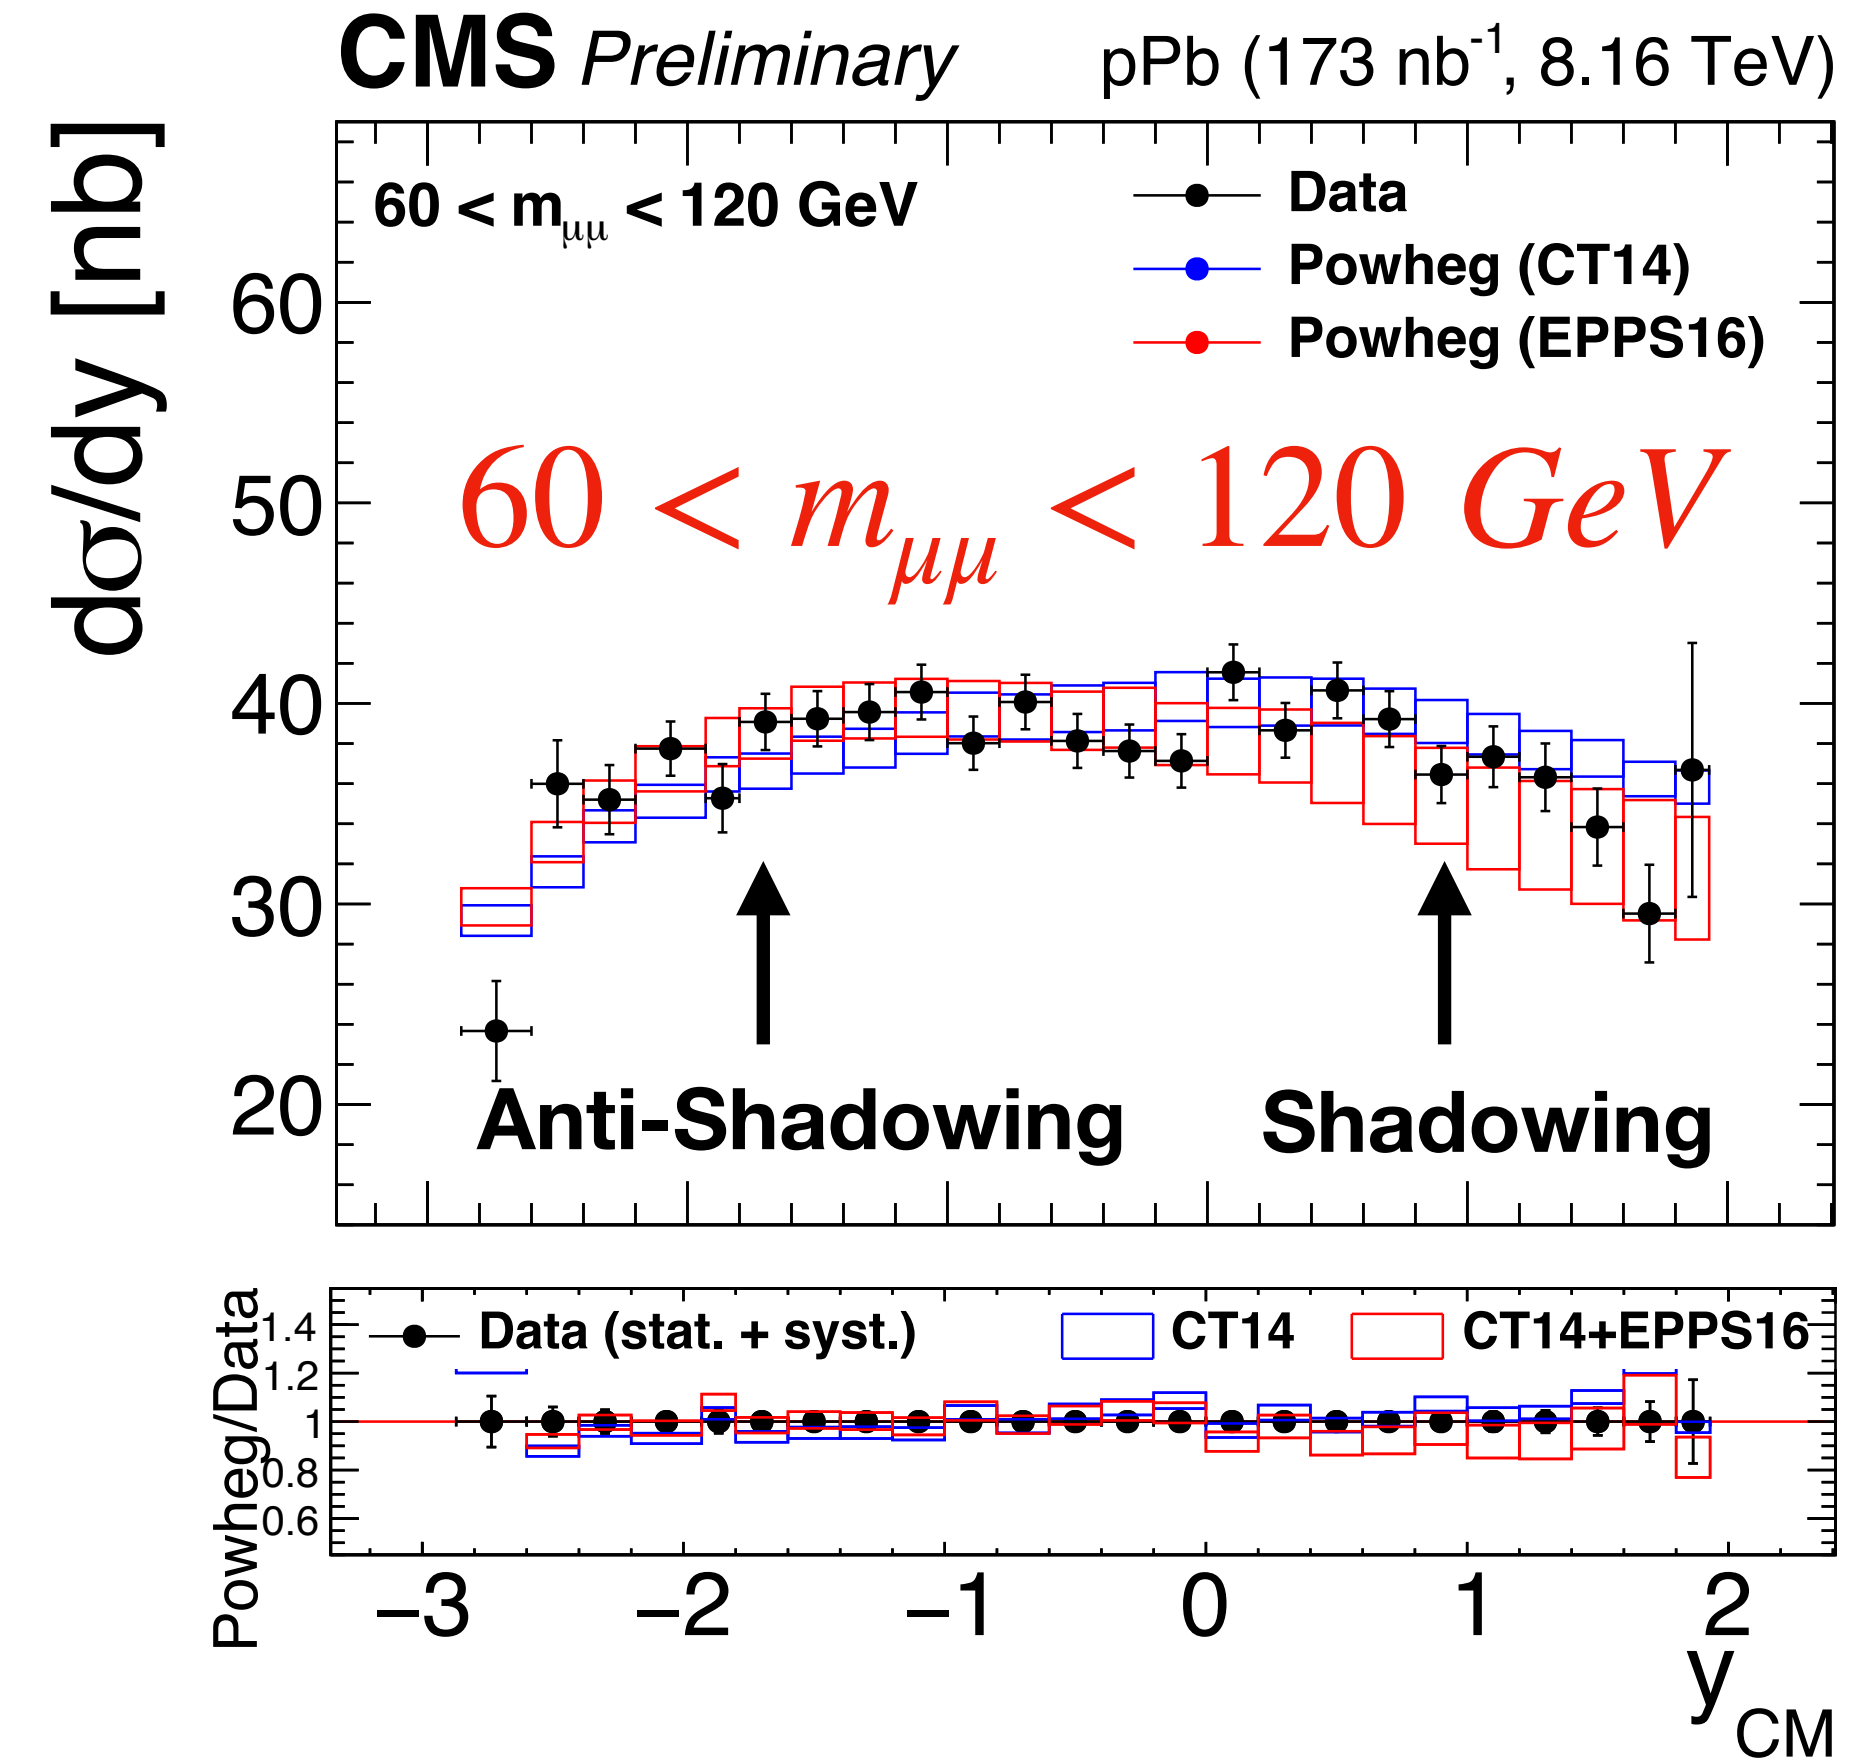 CMS Preliminary pPb (173 nb⁻¹, 8.16 TeV)
dσ/dy [nb]
60 < mμμ < 120 GeV
Data
Powheg (CT14)
Powheg (EPPS16)
60 < mμμ < 120 GeV
60
50
40
30
20
Anti-Shadowing Shadowing
Powheg/Data
Data (stat. + syst.) CT14 CT14+EPPS16
1.4
1.2
1
0.8
0.6
−3 −2 −1 0 1 2
yCM